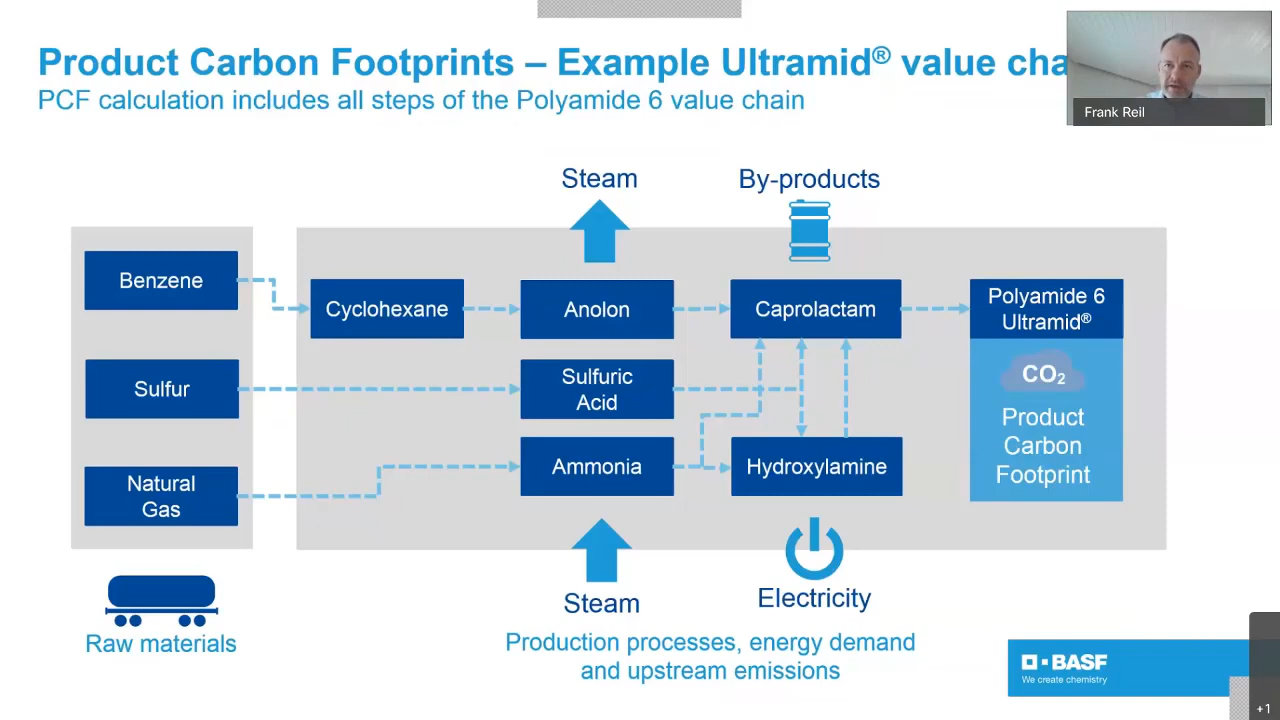 Product Carbon Footprints – Example Ultramid® value cha
PCF calculation includes all steps of the Polyamide 6 value chain
Frank Reil
Steam
By-products
Benzene
Cyclohexane
Anolon
Caprolactam
Polyamide 6
Ultramid®
Sulfur
Sulfuric
Acid
CO₂
Product
Carbon
Footprint
Natural
Gas
Ammonia
Hydroxylamine
Steam
Electricity
Raw materials
Production processes, energy demand
and upstream emissions
BASF
We create chemistry
+1